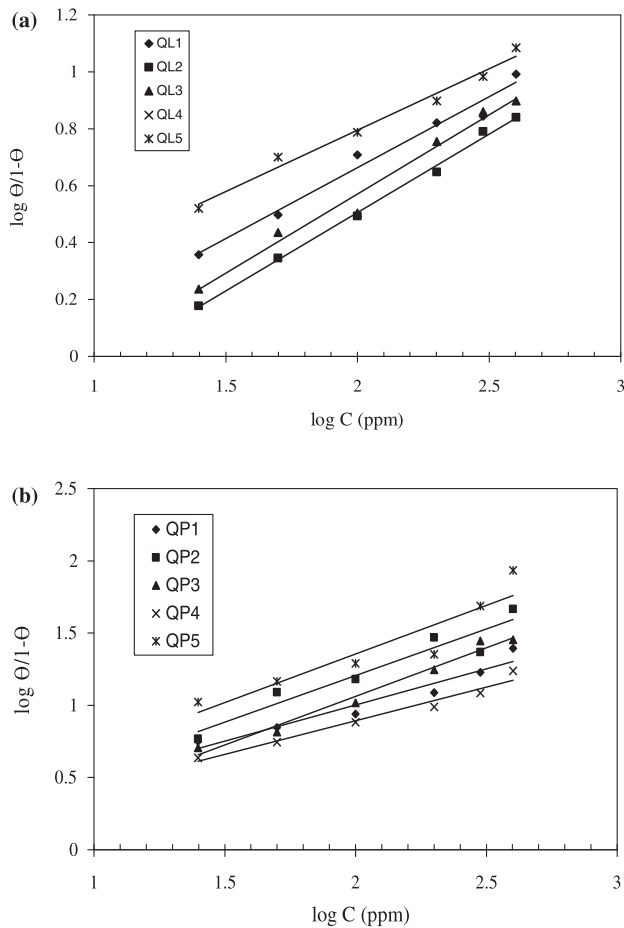 (a)
1.2
1
0.8
0.6
0.4
0.2
0
log Ө/1-Ө
QL1
QL2
QL3
QL4
QL5
1
1.5
2
2.5
3
log C (ppm)
(b)
2.5
2
1.5
1
0.5
0
log Ө/1-Ө
QP1
QP2
QP3
QP4
QP5
1
1.5
2
2.5
3
log C (ppm)